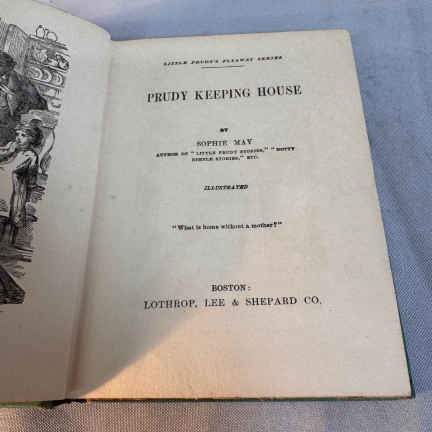 LITTLE PRUDY'S FLYAWAY SERIES
PRUDY KEEPING HOUSE
BY
SOPHIE MAY
AUTHOR OF "LITTLE PRUDY STORIES," "DOTTY
DIMPLE STORIES," ETC.
ILLUSTRATED
"What is home without a mother?"
BOSTON:
LOTHROP, LEE & SHEPARD CO.